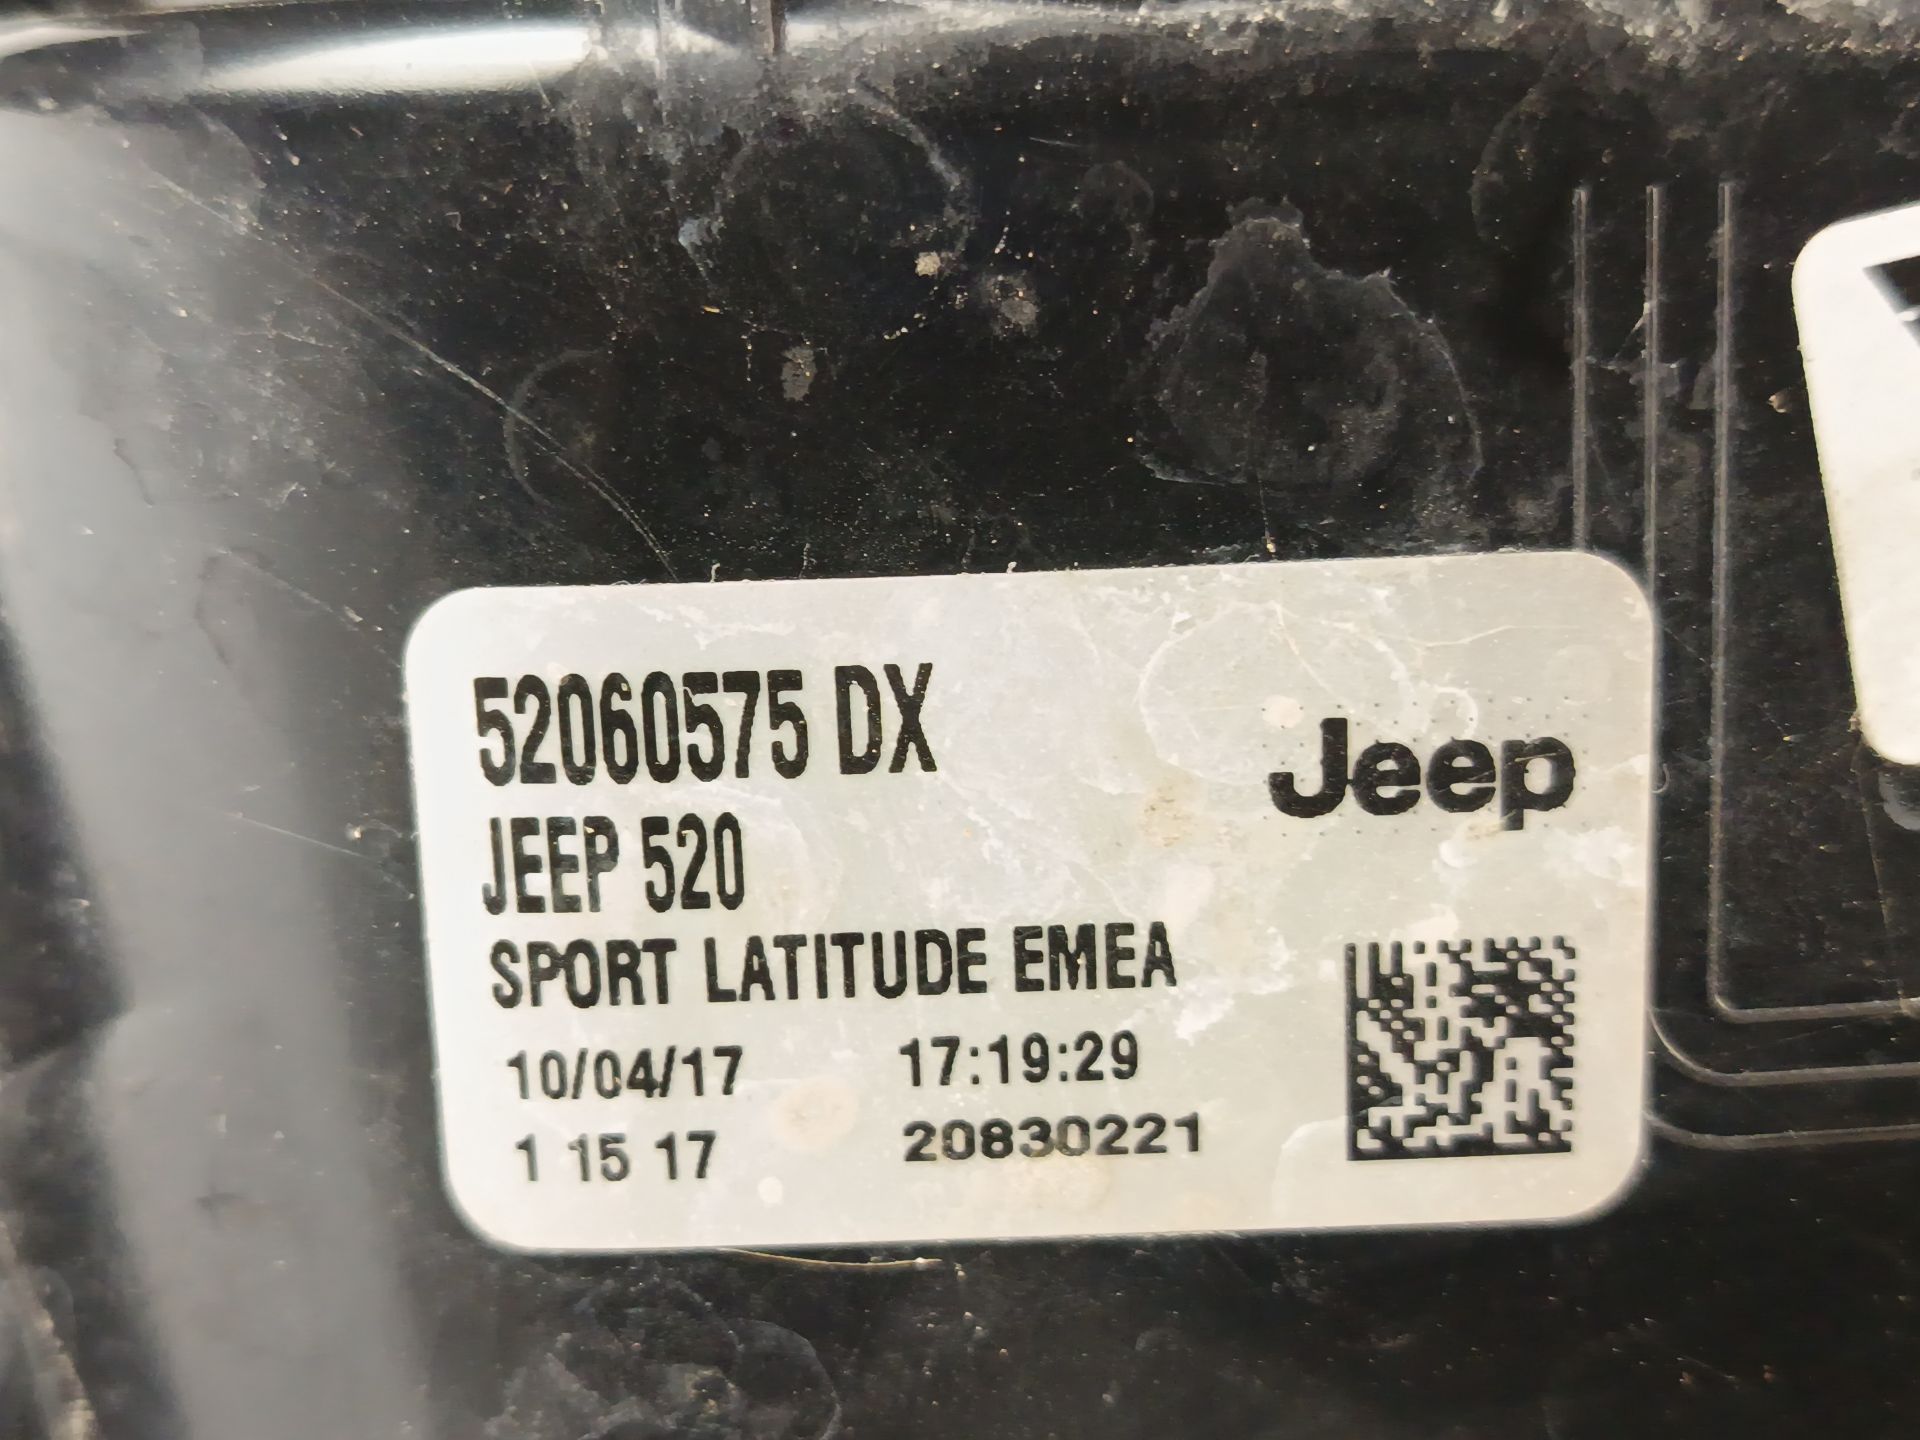 52060575 DX
Jeep
JEEP 520
SPORT LATITUDE EMEA
10/04/17 17:19:29
1 15 17 20830221